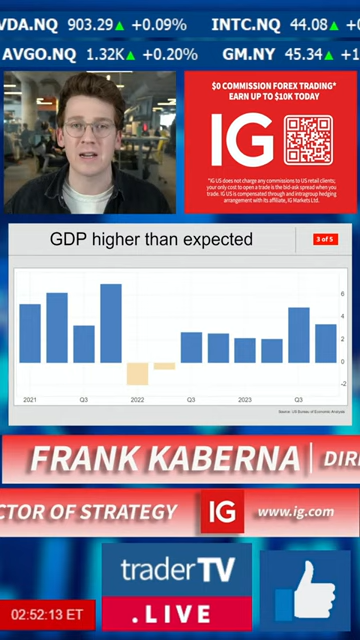 VDA.NQ 903.29▲ +0.09% INTC.NQ 44.08▲ +0
AVGO.NQ 1.32K▲ +0.20% GM.NY 45.34▲ +1
$0 COMMISSION FOREX TRADING*
EARN UP TO $10K TODAY
IG
*IG US does not charge any commissions to US retail clients;
your only cost to open a trade is the bid-ask spread when you
trade. IG US is compensated through and intragroup hedging
arrangement with its affiliate, IG Markets Ltd.
GDP higher than expected
3 of 5
6
4
2
0
-2
2021 Q3 2022 Q3 2023 Q3
Source: US Bureau of Economic Analysis
FRANK KABERNA DIR
CTOR OF STRATEGY IG www.ig.com
traderTV
.LIVE
02:52:13 ET